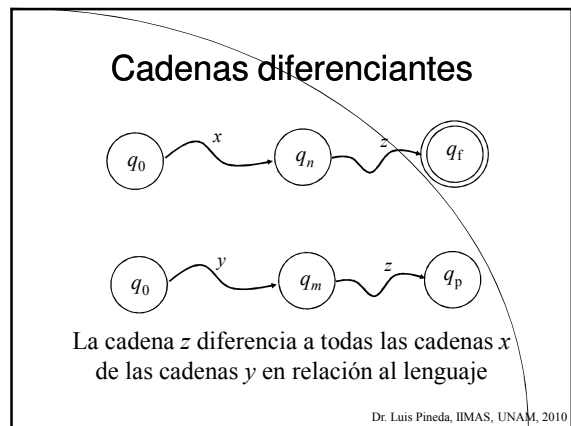 Cadenas diferenciantes
q0 x qn z qf
q0 y qm z qp
La cadena z diferencia a todas las cadenas x
de las cadenas y en relación al lenguaje
Dr. Luis Pineda, IIMAS, UNAM, 2010